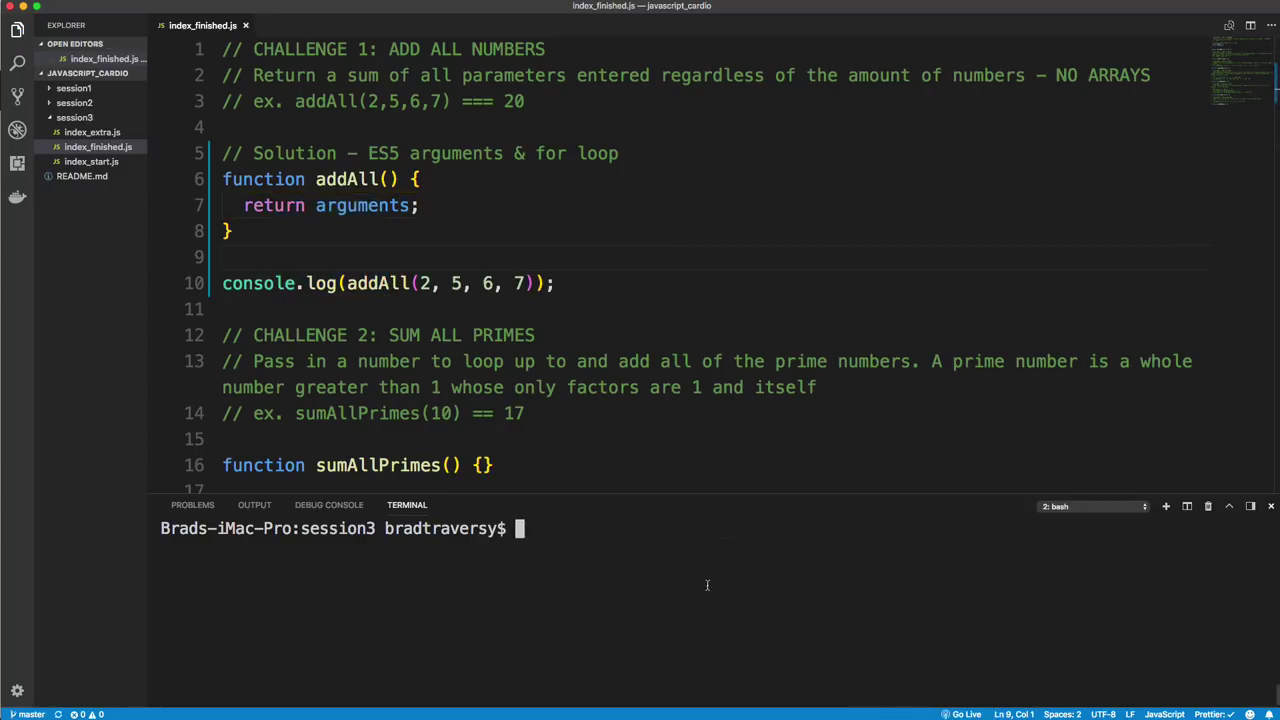 index_finished.js — javascript_cardio
EXPLORER
index_finished.js
OPEN EDITORS
index_finished.js ...
JAVASCRIPT_CARDIO
session1
session2
session3
JS index_extra.js
JS index_finished.js
JS index_start.js
README.md
JS index_finished.js ×
1 // CHALLENGE 1: ADD ALL NUMBERS
2 // Return a sum of all parameters entered regardless of the amount of numbers - NO ARRAYS
3 // ex. addAll(2,5,6,7) === 20
4
5 // Solution - ES5 arguments & for loop
6 function addAll() {
7 return arguments;
8 }
9
10 console.log(addAll(2, 5, 6, 7));
11
12 // CHALLENGE 2: SUM ALL PRIMES
13 // Pass in a number to loop up to and add all of the prime numbers. A prime number is a whole
number greater than 1 whose only factors are 1 and itself
14 // ex. sumAllPrimes(10) == 17
15
16 function sumAllPrimes() {}
17
PROBLEMS OUTPUT DEBUG CONSOLE TERMINAL 2: bash
Brads-iMac-Pro:session3 bradtraversy$
master 0 0 Go Live Ln 9, Col 1 Spaces: 2 UTF-8 LF JavaScript Prettier: ✓